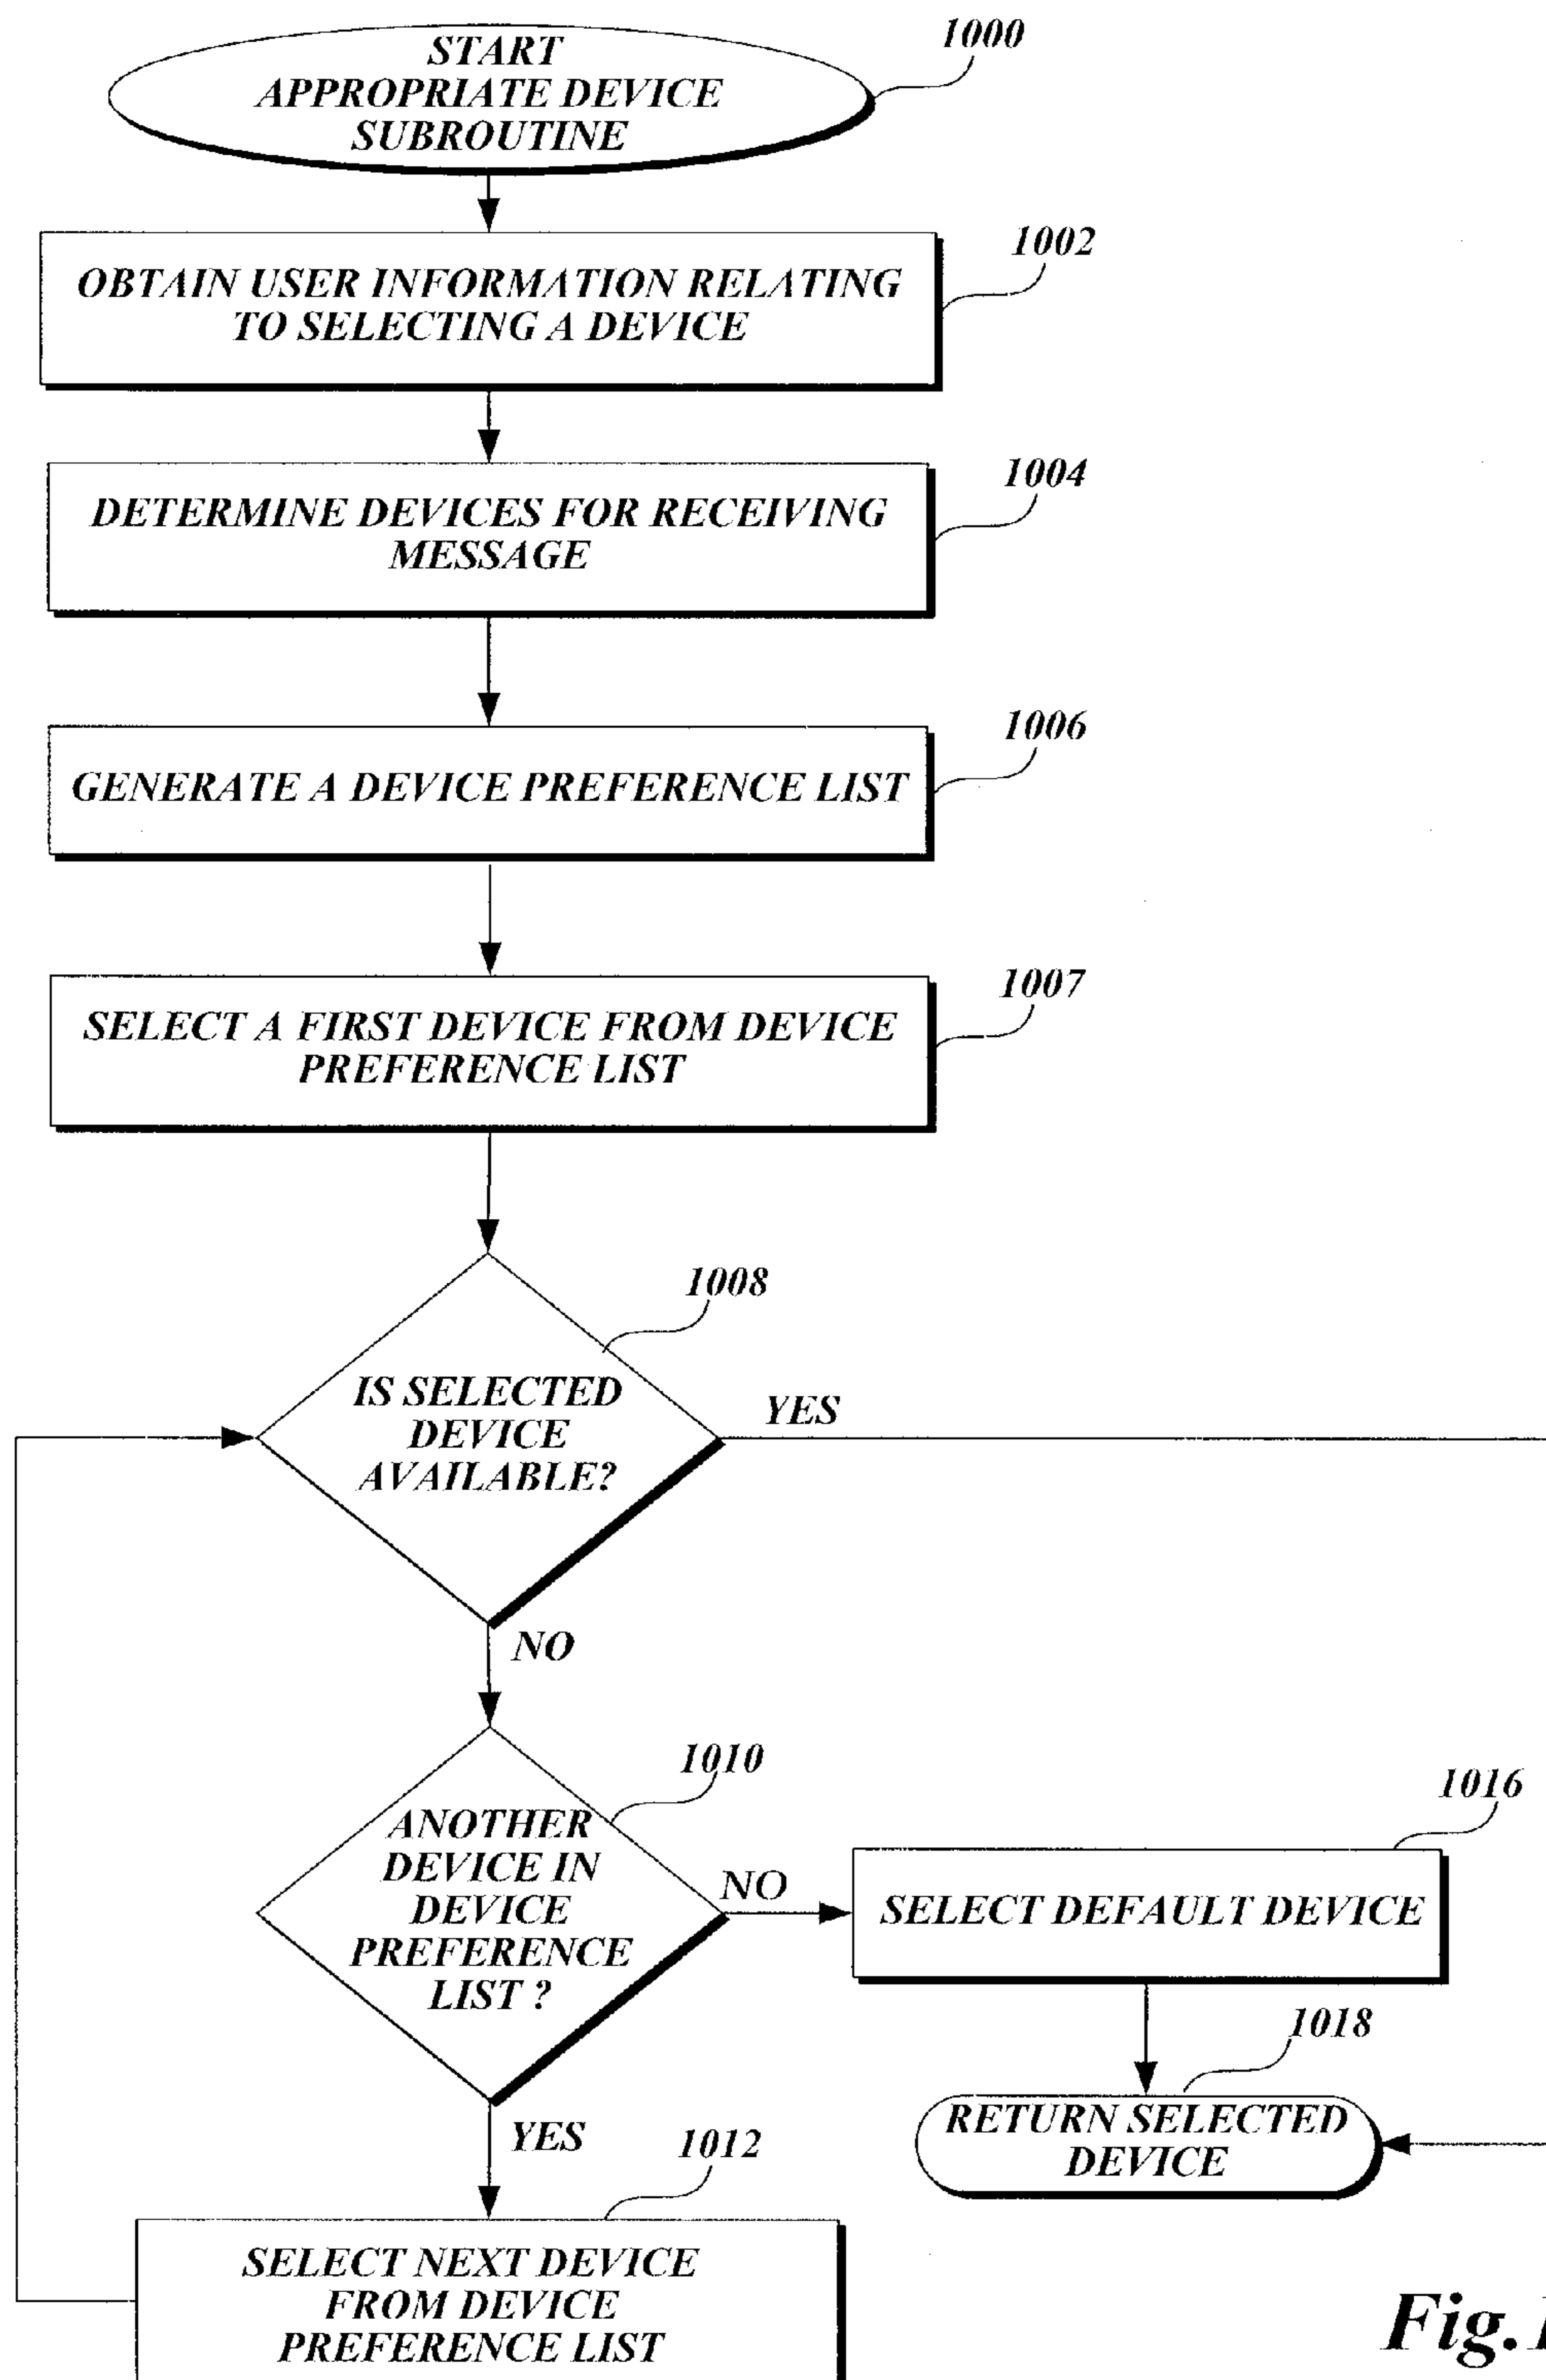 START
APPROPRIATE DEVICE
SUBROUTINE
1000
OBTAIN USER INFORMATION RELATING
TO SELECTING A DEVICE
1002
DETERMINE DEVICES FOR RECEIVING
MESSAGE
1004
GENERATE A DEVICE PREFERENCE LIST
1006
SELECT A FIRST DEVICE FROM DEVICE
PREFERENCE LIST
1007
IS SELECTED
DEVICE
AVAILABLE?
1008
YES
NO
ANOTHER
DEVICE IN
DEVICE
PREFERENCE
LIST ?
1010
NO
SELECT DEFAULT DEVICE
1016
RETURN SELECTED
DEVICE
1018
YES
SELECT NEXT DEVICE
FROM DEVICE
PREFERENCE LIST
1012
Fig.